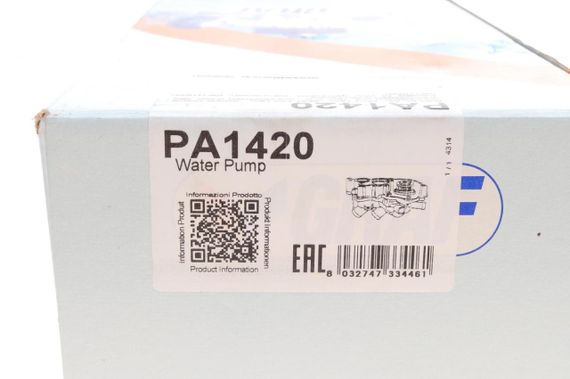 PA1420
PA1420
Water Pump
1 / 1 4314
Informazioni Prodotto
Information Produit
Produkt Informationen
Product Information
EAC
8 032747 334461